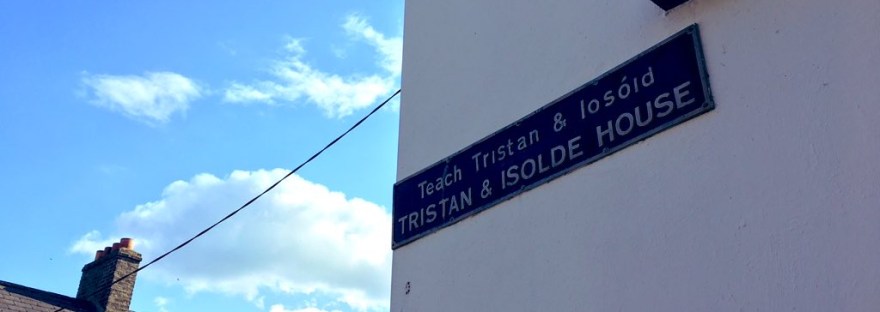 Teach Tristan & Iosóid
TRISTAN & ISOLDE HOUSE